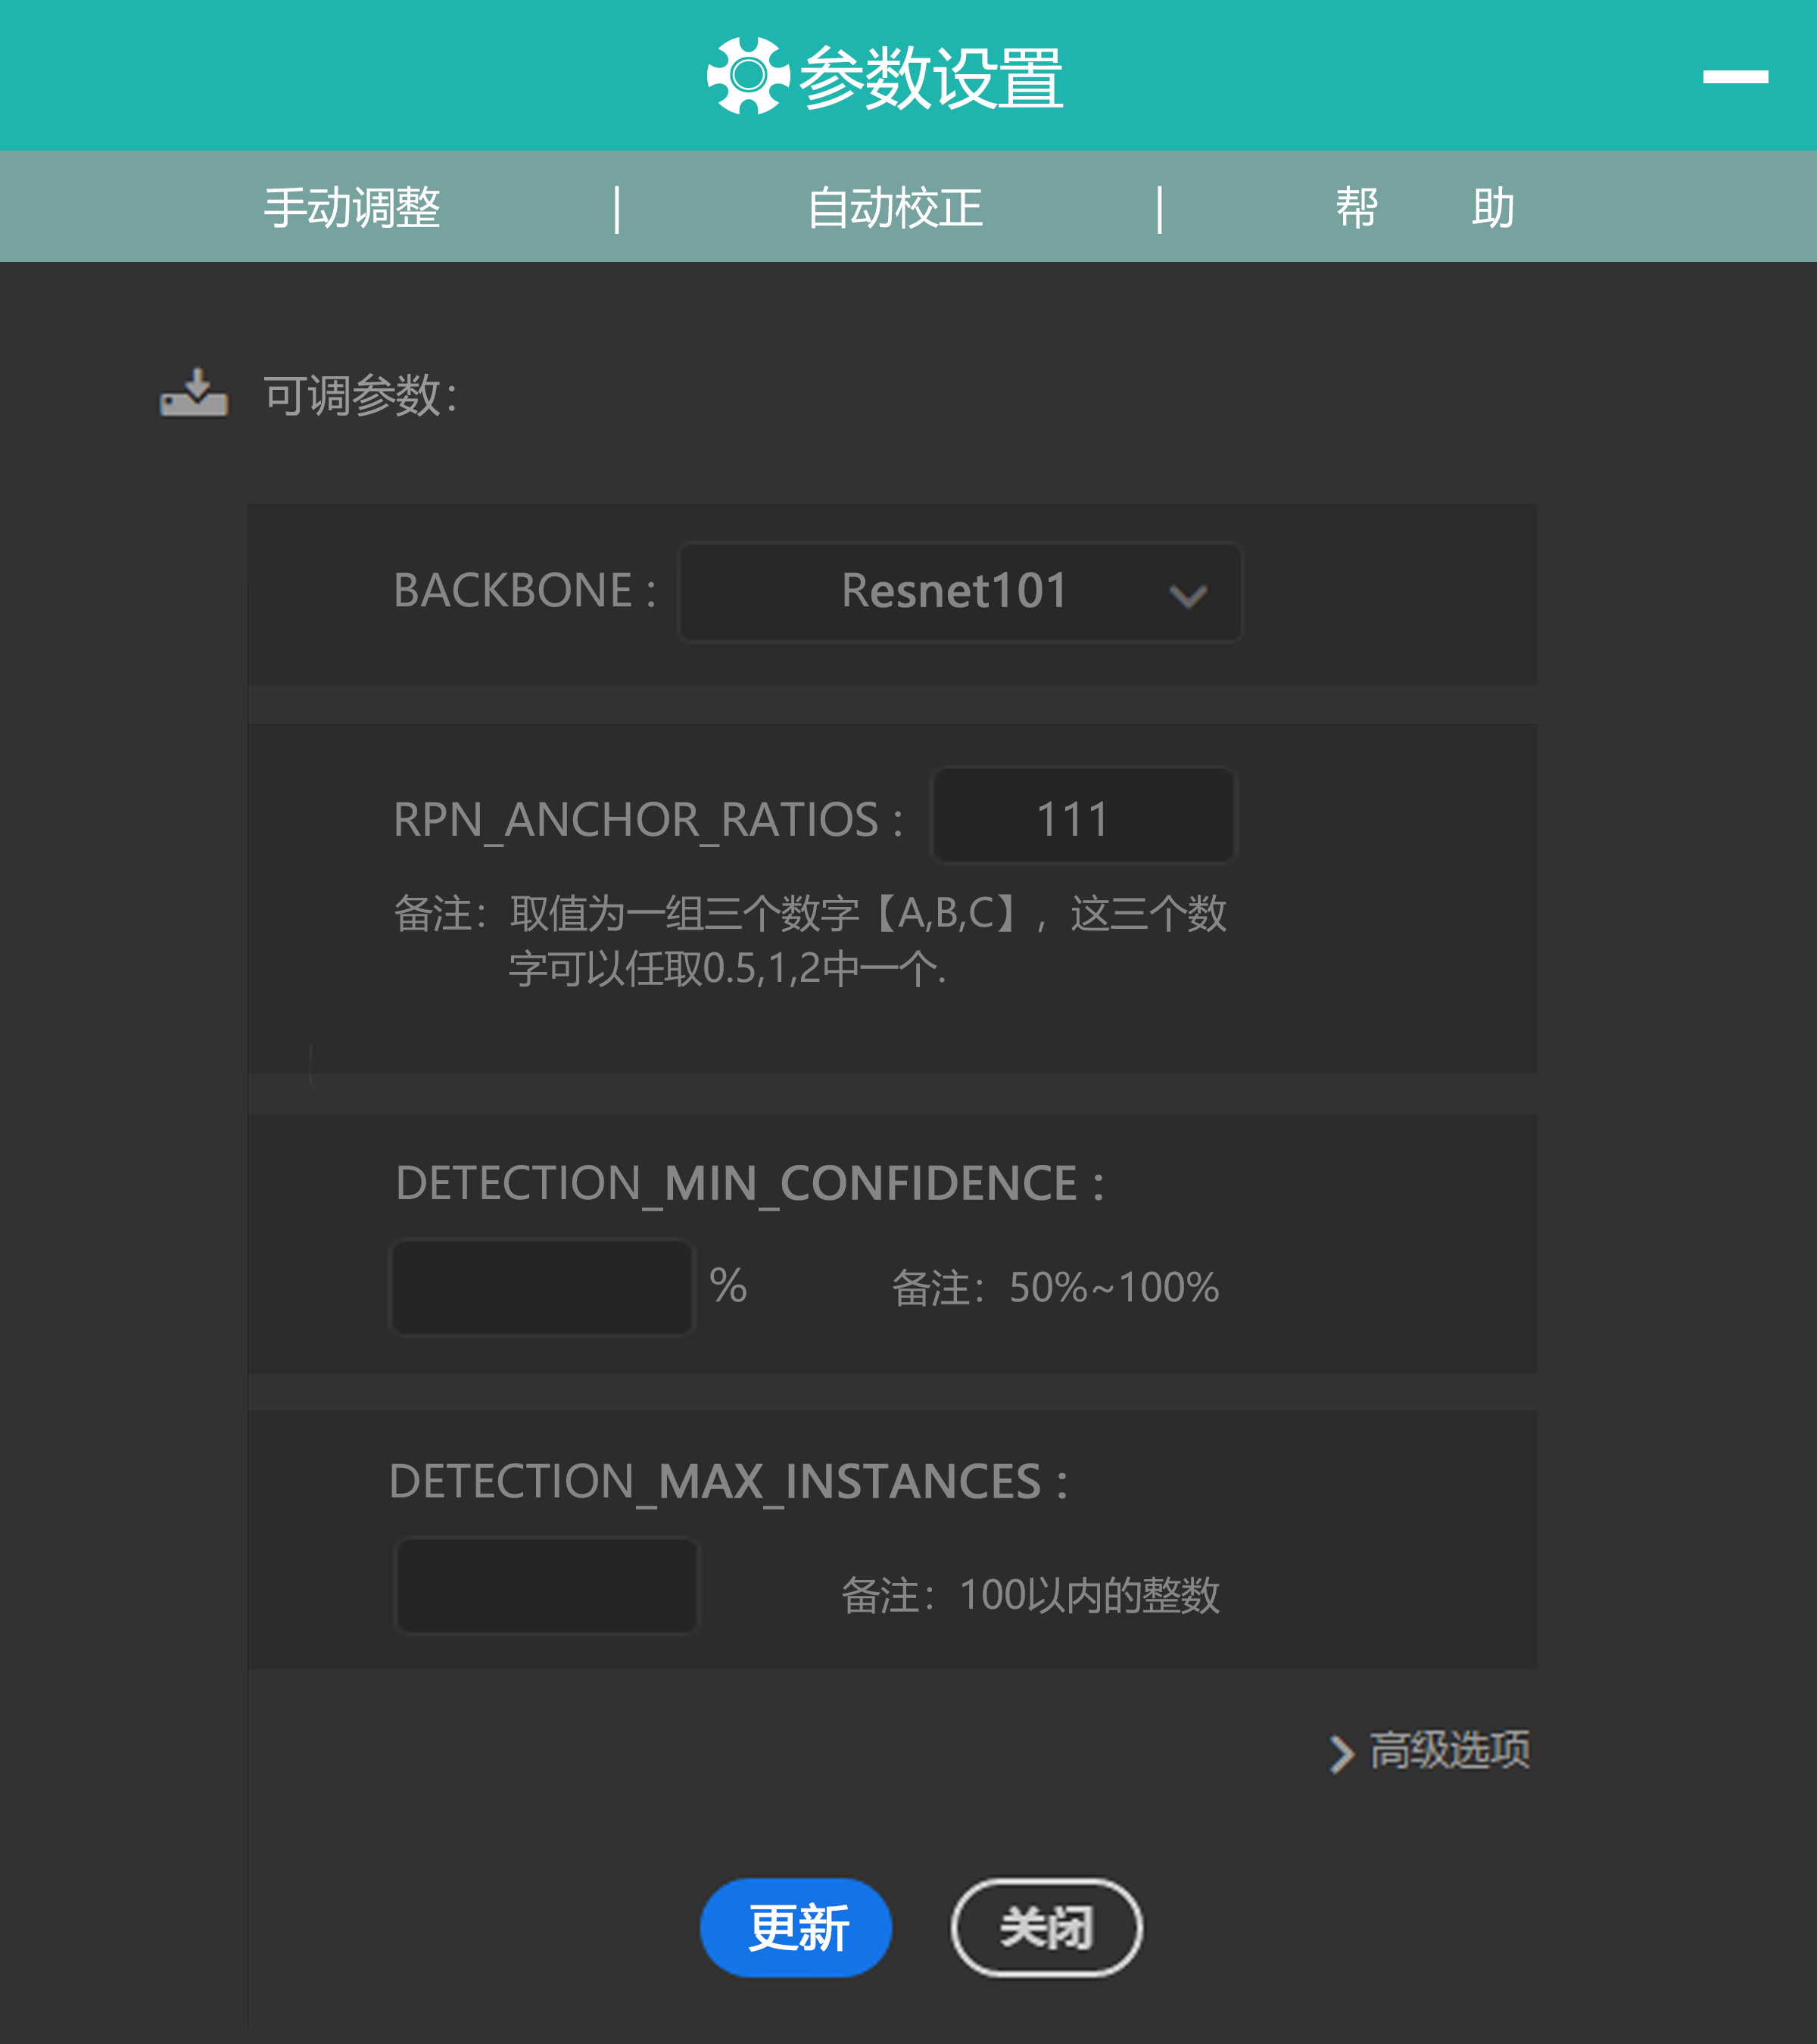 参数设置
手动调整 | 自动校正 | 帮 助
可调参数：
BACKBONE : Resnet101
RPN_ANCHOR_RATIOS : 111
备注：取值为一组三个数字【A,B,C】，这三个数
字可以任取0.5,1,2中一个.
DETECTION_MIN_CONFIDENCE :
% 备注：50%~100%
DETECTION_MAX_INSTANCES :
备注：100以内的整数
高级选项
更新 关闭